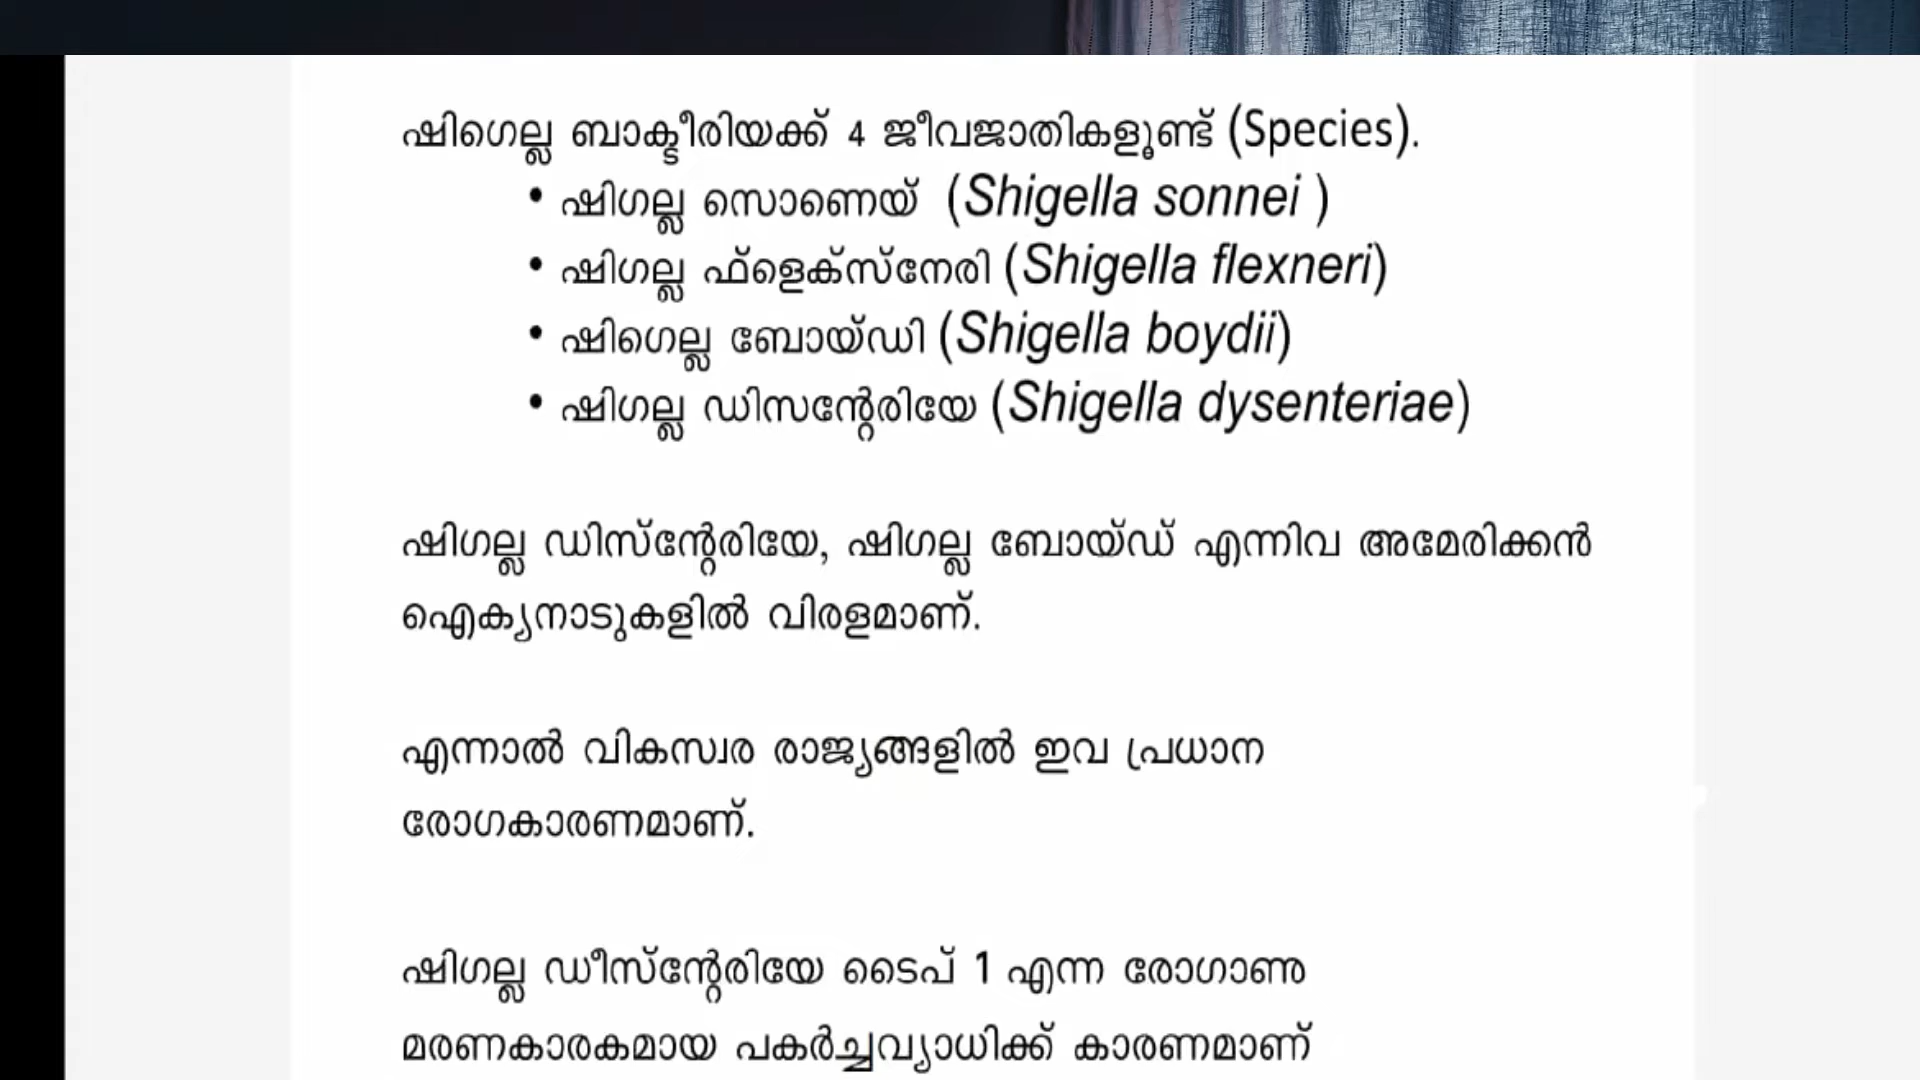 ഷിഗെല്ല ബാക്ടീരിയക്ക് 4 ജീവജാതികളൂണ്ട് (Species).
• ഷിഗല്ല സൊണെയ് (Shigella sonnei )
• ഷിഗല്ല ഫ്ളെക്സ്നേരി (Shigella flexneri)
• ഷിഗെല്ല ബോയ്ഡി (Shigella boydii)
• ഷിഗല്ല ഡിസന്റേരിയേ (Shigella dysenteriae)
ഷിഗല്ല ഡിസ്ന്റേരിയേ, ഷിഗല്ല ബോയ്ഡ് എന്നിവ അമേരിക്കൻ
ഐക്യനാടുകളിൽ വിരളമാണ്.
എന്നാൽ വികസ്വര രാജ്യങ്ങളിൽ ഇവ പ്രധാന
രോഗകാരണമാണ്.
ഷിഗല്ല ഡീസ്ന്റേരിയേ ടൈപ് 1 എന്ന രോഗാണു
മരണകാരകമായ പകർച്ചവ്യാധിക്ക് കാരണമാണ്